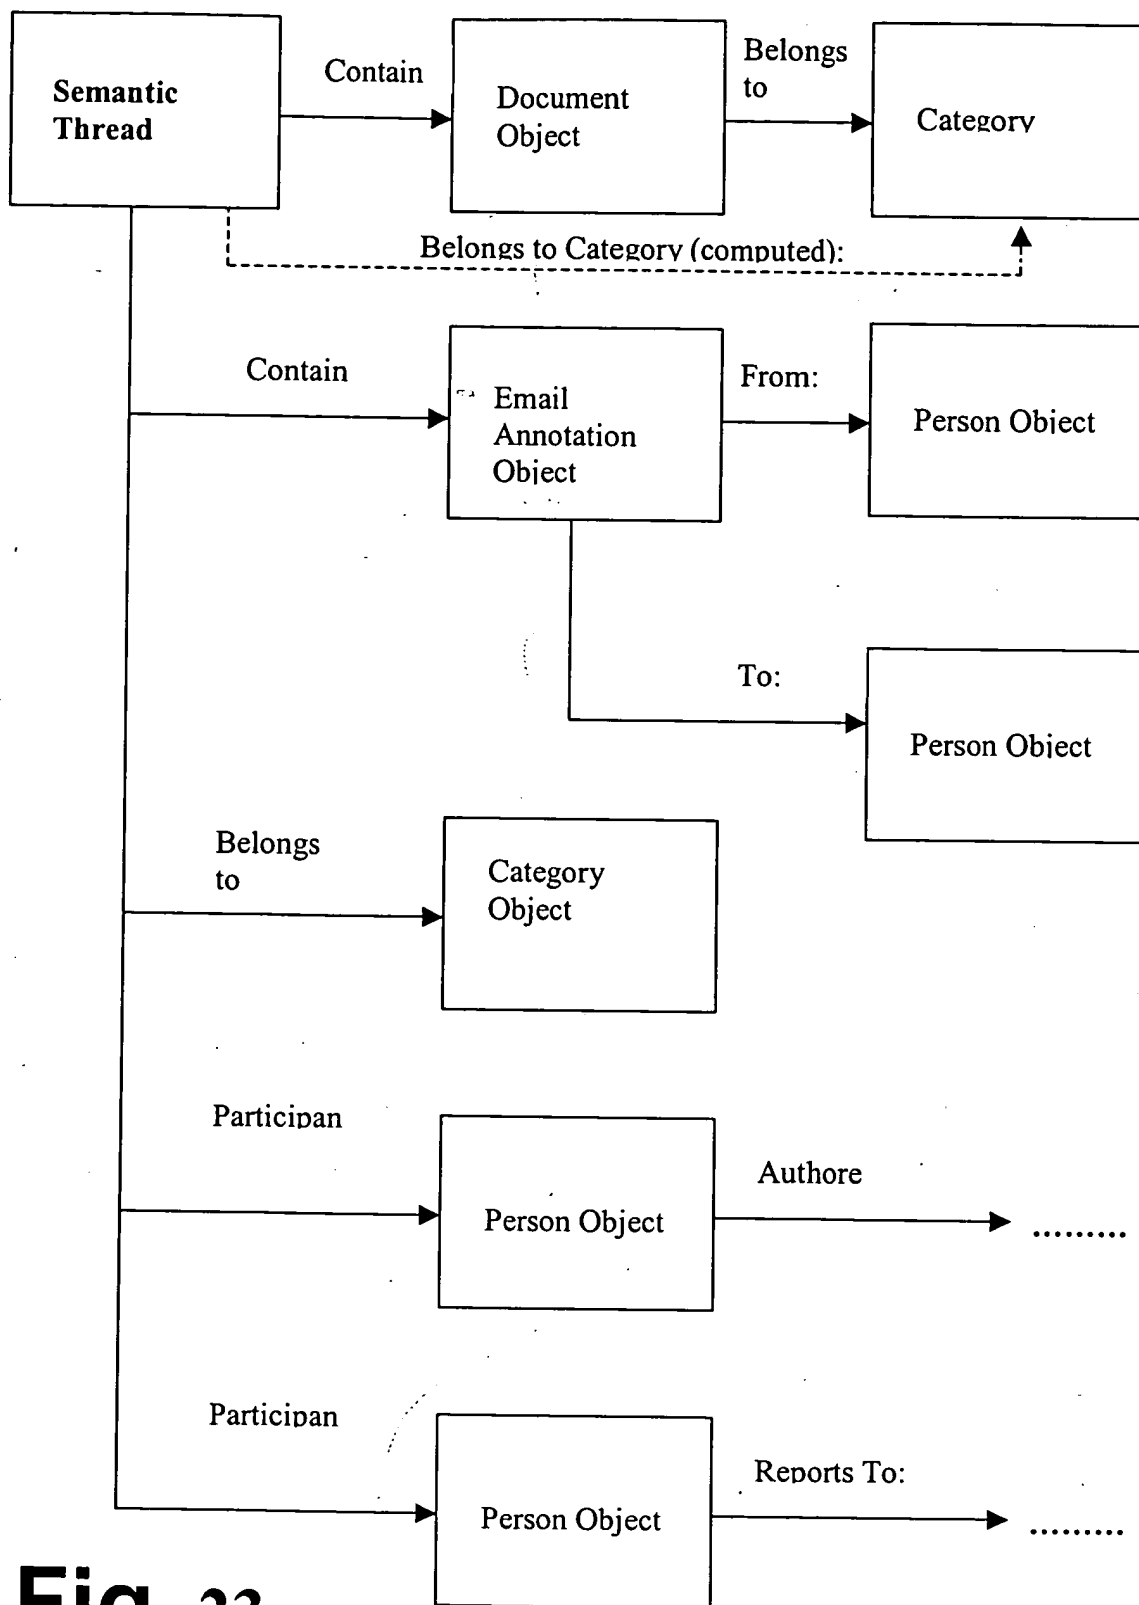 Semantic
Thread
Contain
Document
Object
Belongs
to
Category
Belongs to Category (computed):
Contain
Email
Annotation
Object
From:
Person Object
To:
Person Object
Belongs
to
Category
Object
Participan
Person Object
Authore
.........
Participan
Person Object
Reports To:
.........
Fig. 23